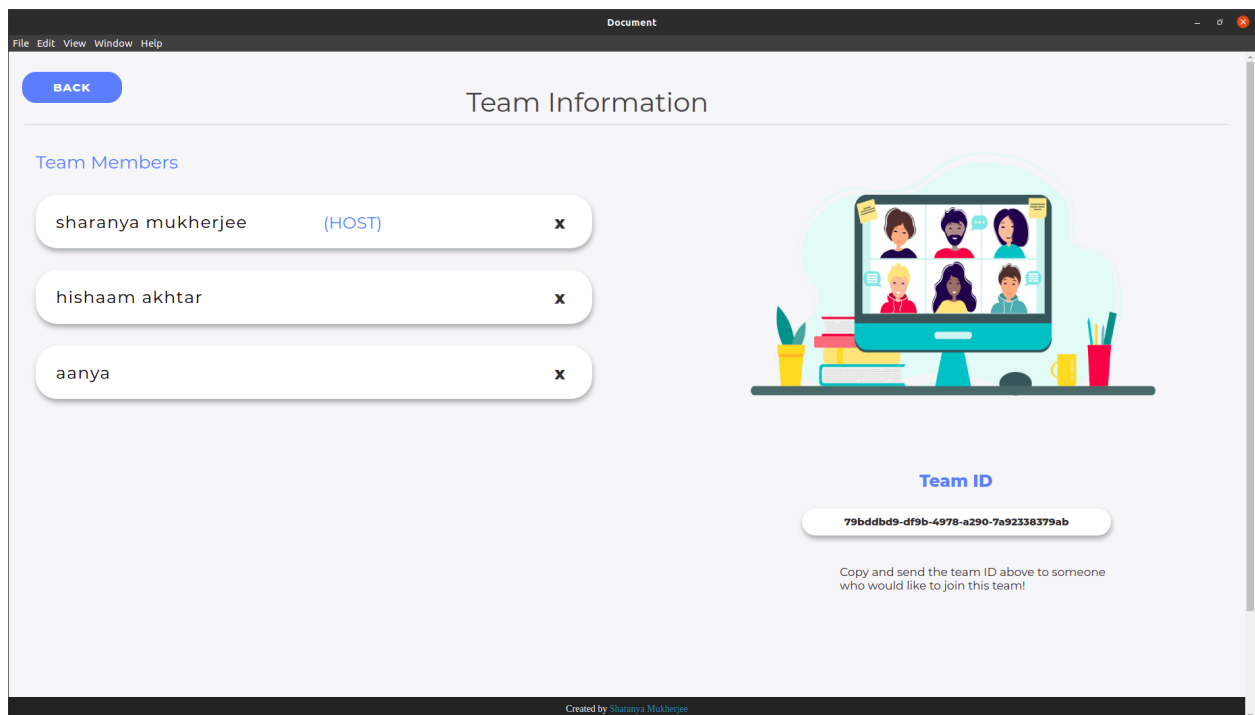 Document
File Edit View Window Help
BACK
Team Information
Team Members
sharanya mukherjee (HOST) x
hishaam akhtar x
aanya x
Team ID
79bddbd9-df9b-4978-a290-7a92338379ab
Copy and send the team ID above to someone
who would like to join this team!
Created by Sharanya Mukherjee